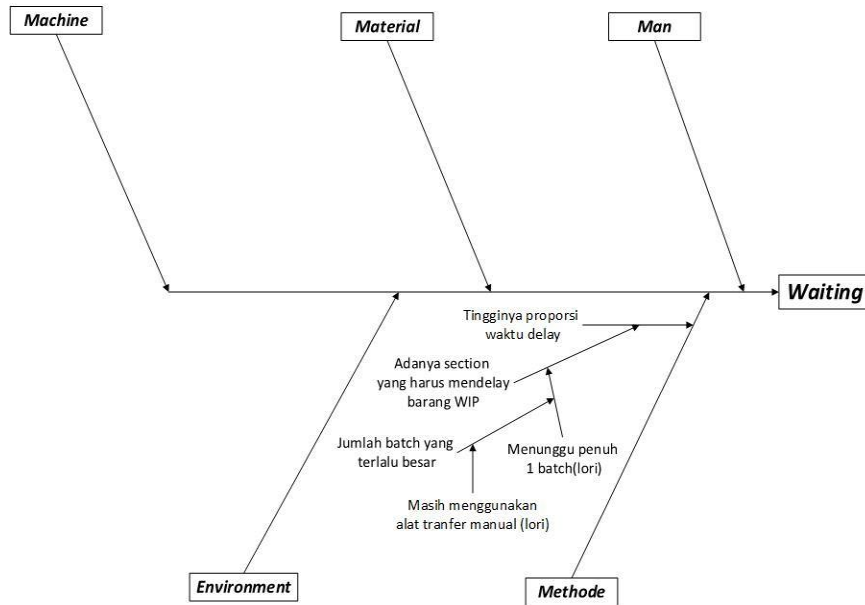 Machine
Material
Man
Waiting
Tingginya proporsi
waktu delay
Adanya section
yang harus mendelay
barang WIP
Jumlah batch yang
terlalu besar
Menunggu penuh
1 batch(lori)
Masih menggunakan
alat tranfer manual (lori)
Environment
Methode